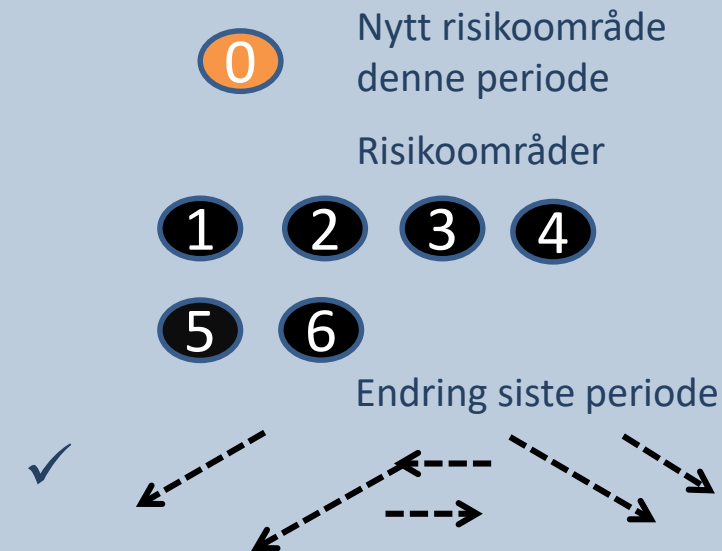 0
Nytt risikoområde
denne periode
Risikoområder
1 2 3 4
5 6
Endring siste periode
✓